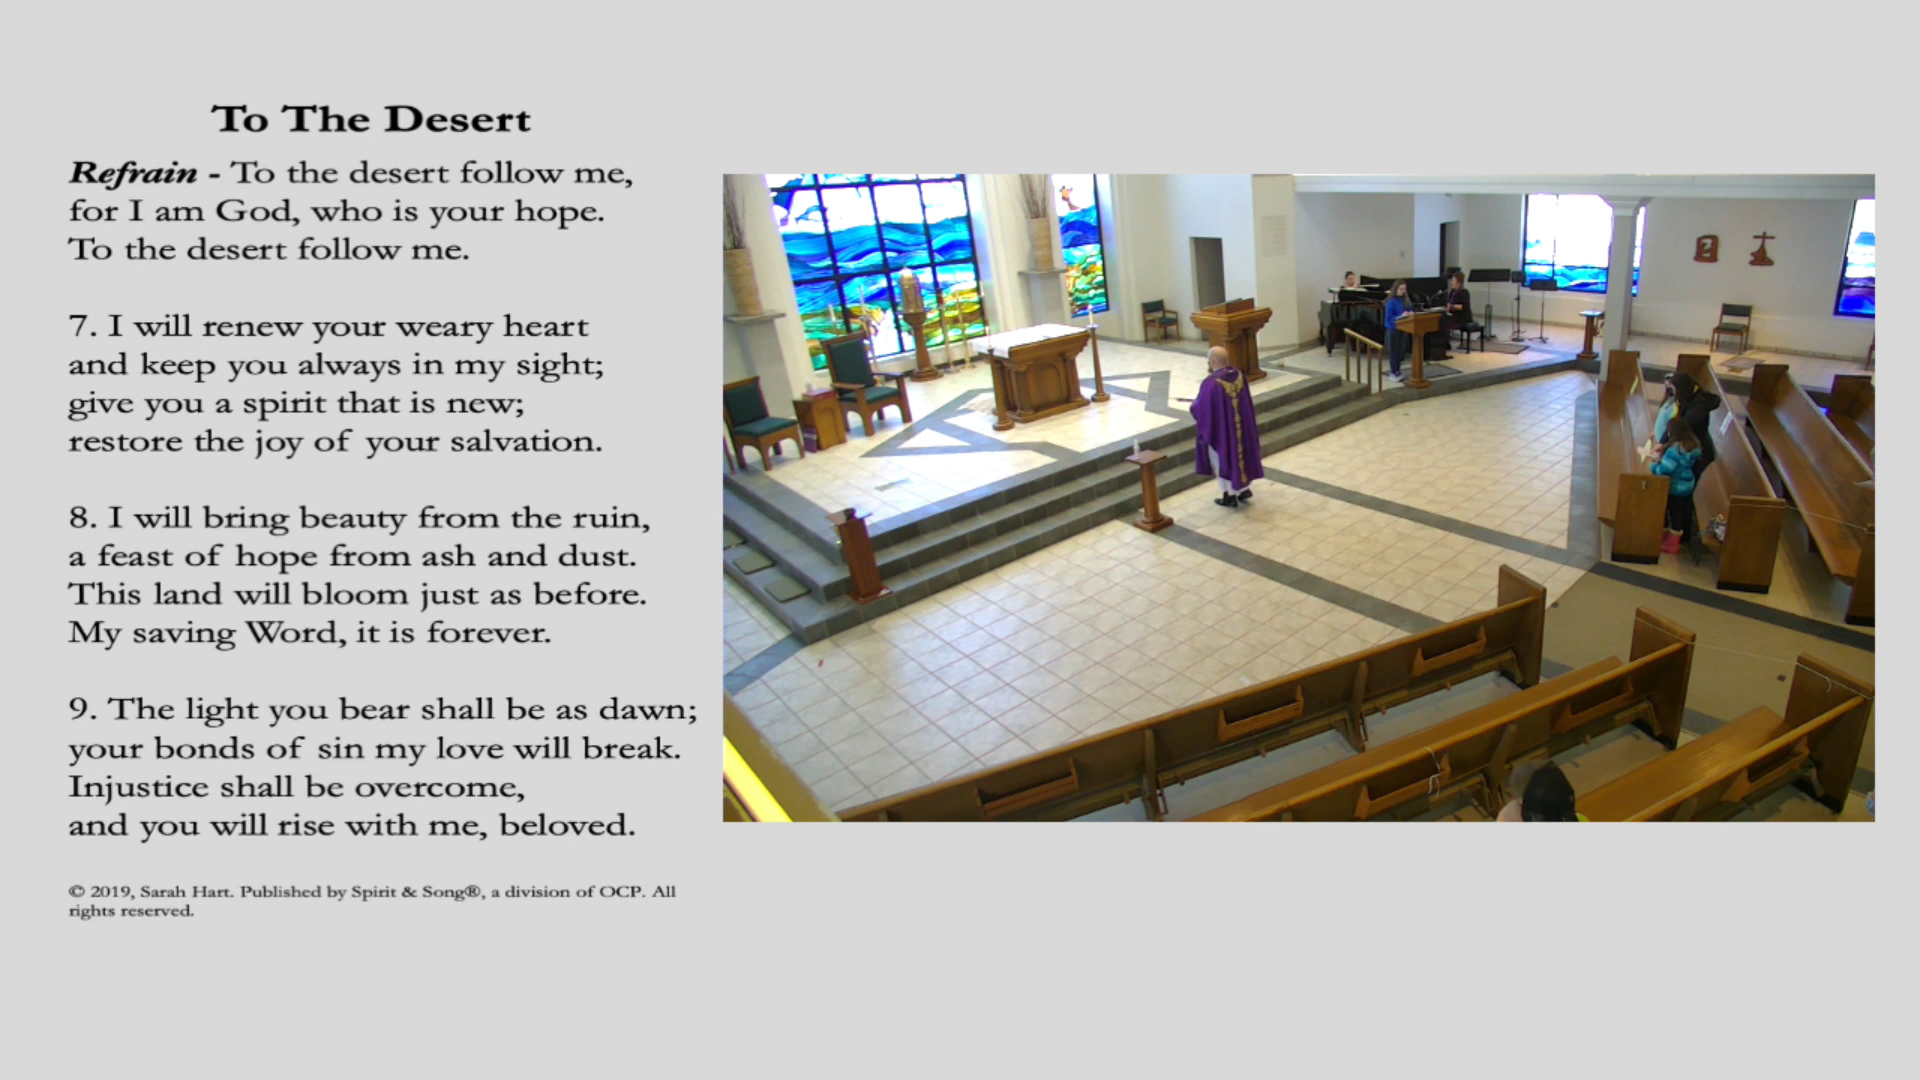 To The Desert
Refrain - To the desert follow me,
for I am God, who is your hope.
To the desert follow me.
7. I will renew your weary heart
and keep you always in my sight;
give you a spirit that is new;
restore the joy of your salvation.
8. I will bring beauty from the ruin,
a feast of hope from ash and dust.
This land will bloom just as before.
My saving Word, it is forever.
9. The light you bear shall be as dawn;
your bonds of sin my love will break.
Injustice shall be overcome,
and you will rise with me, beloved.
© 2019, Sarah Hart. Published by Spirit & Song®, a division of OCP. All
rights reserved.